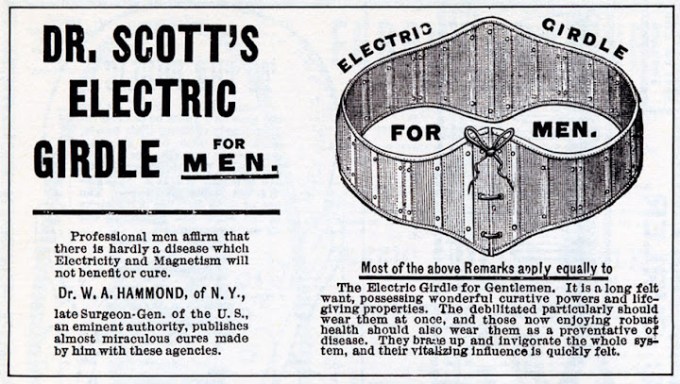 DR. SCOTT'S
ELECTRIC
GIRDLE FOR MEN.
Professional men affirm that
there is hardly a disease which
Electricity and Magnetism will
not benefit or cure.
Dr. W. A. HAMMOND, of N. Y.,
late Surgeon-Gen. of the U. S.,
an eminent authority, publishes
almost miraculous cures made
by him with these agencies.
ELECTRIC GIRDLE
FOR MEN.
Most of the above Remarks apply equally to
The Electric Girdle for Gentlemen. It is a long felt
want, possessing wonderful curative powers and life-
giving properties. The debilitated particularly should
wear them at once, and those now enjoying robust
health should also wear them as a preventative of
disease. They brace up and invigorate the whole sys-
tem, and their vitalizing influence is quickly felt.